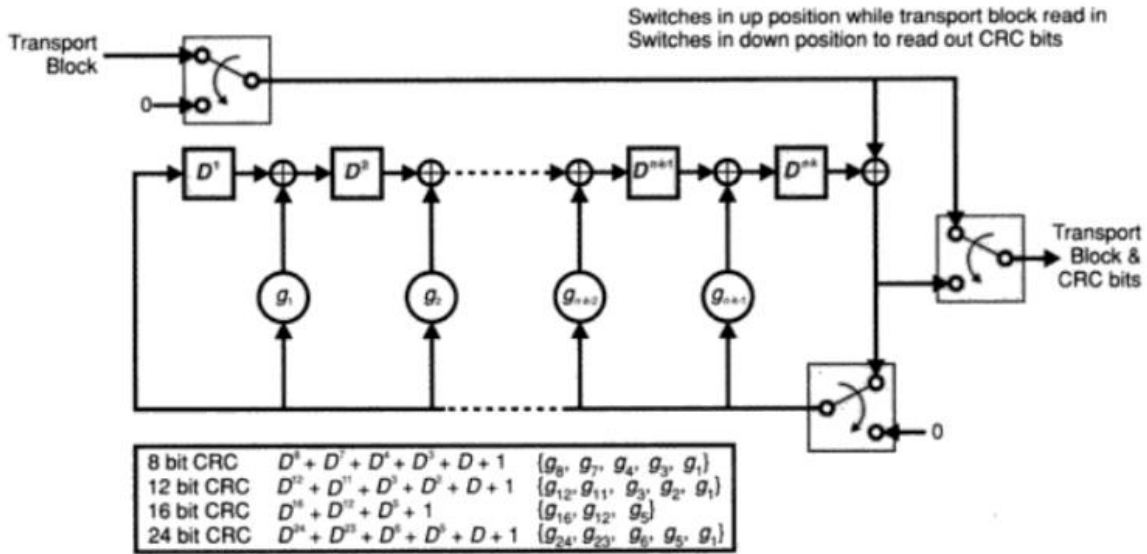 Switches in up position while transport block read in
Switches in down position to read out CRC bits
Transport
Block
0
D¹
D²
Dⁿ⁻ᵏ⁻¹
Dⁿ⁻ᵏ
Transport
Block &
CRC bits
g₁
g₂
gₙ₋ₖ₋₂
gₙ₋ₖ₋₁
0
8 bit CRC D⁸ + D⁷ + D⁴ + D³ + D + 1 {g₈, g₇, g₄, g₃, g₁}
12 bit CRC D¹² + D¹¹ + D³ + D² + D + 1 {g₁₂, g₁₁, g₃, g₂, g₁}
16 bit CRC D¹⁶ + D¹² + D⁵ + 1 {g₁₆, g₁₂, g₅}
24 bit CRC D²⁴ + D²³ + D⁶ + D⁵ + D + 1 {g₂₄, g₂₃, g₆, g₅, g₁}